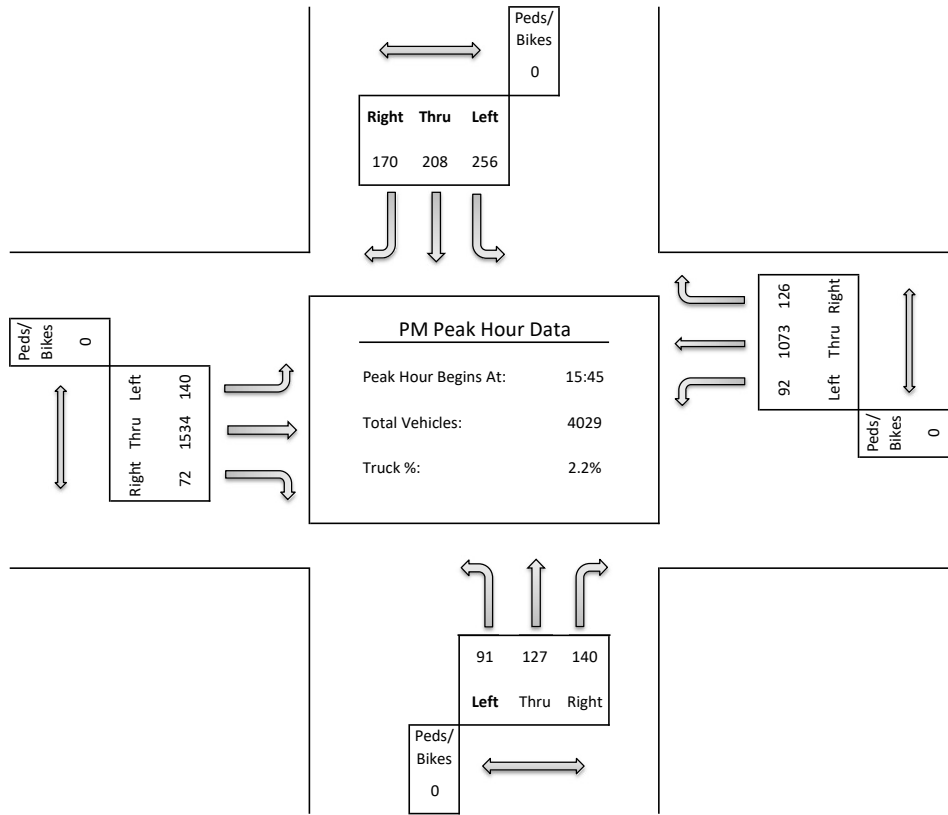 Peds/
Bikes
0
Right Thru Left
170 208 256
Peds/
Bikes
0
Left 140
Thru 1534
Right 72
PM Peak Hour Data
Peak Hour Begins At: 15:45
Total Vehicles: 4029
Truck %: 2.2%
126 Right
1073 Thru
92 Left
Peds/
Bikes
0
91 127 140
Left Thru Right
Peds/
Bikes
0